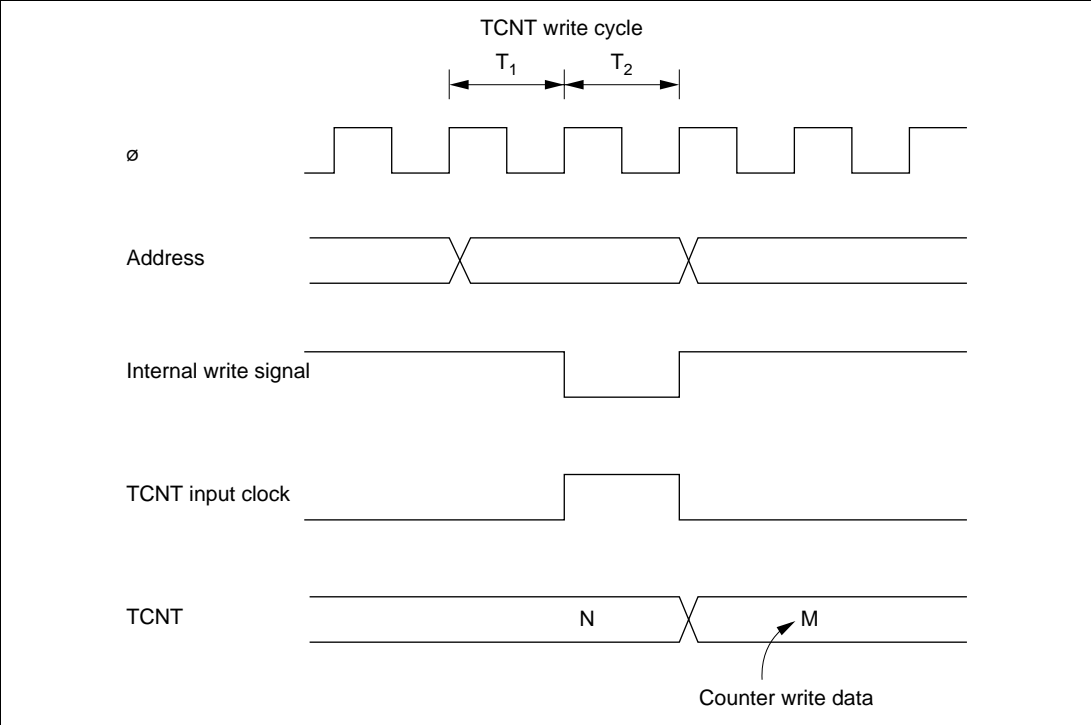 TCNT write cycle
T1 T2
ø
Address
Internal write signal
TCNT input clock
TCNT N M
Counter write data